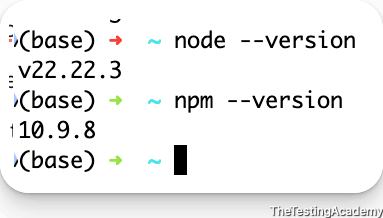 (base) ➜ ~ node --version
v22.22.3
(base) ➜ ~ npm --version
10.9.8
(base) ➜ ~
TheTestingAcademy